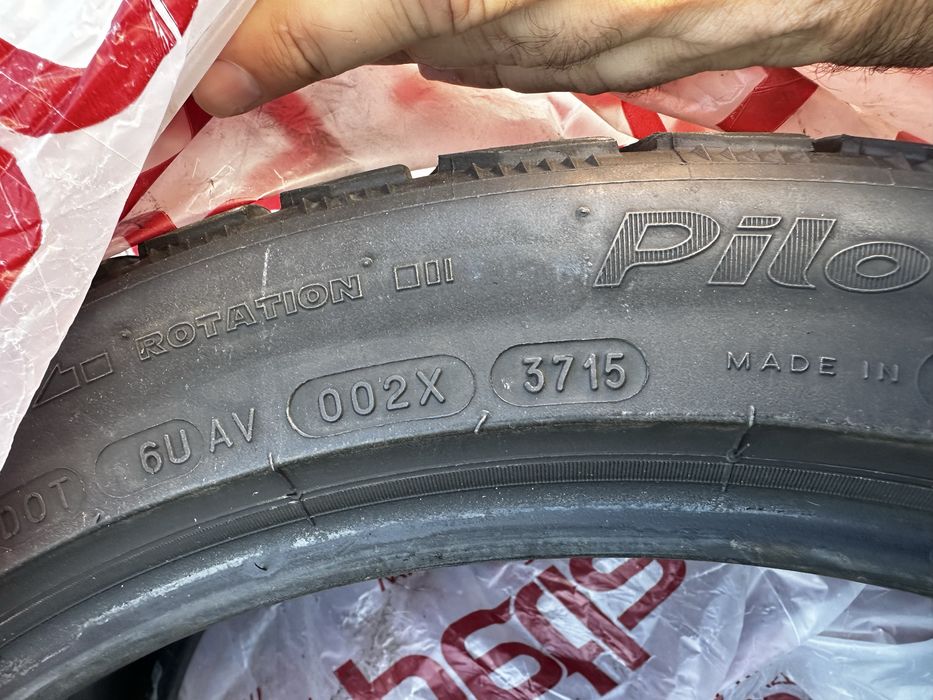 Pilo
ROTATION
3715
MADE IN
002X
6U AV
DOT